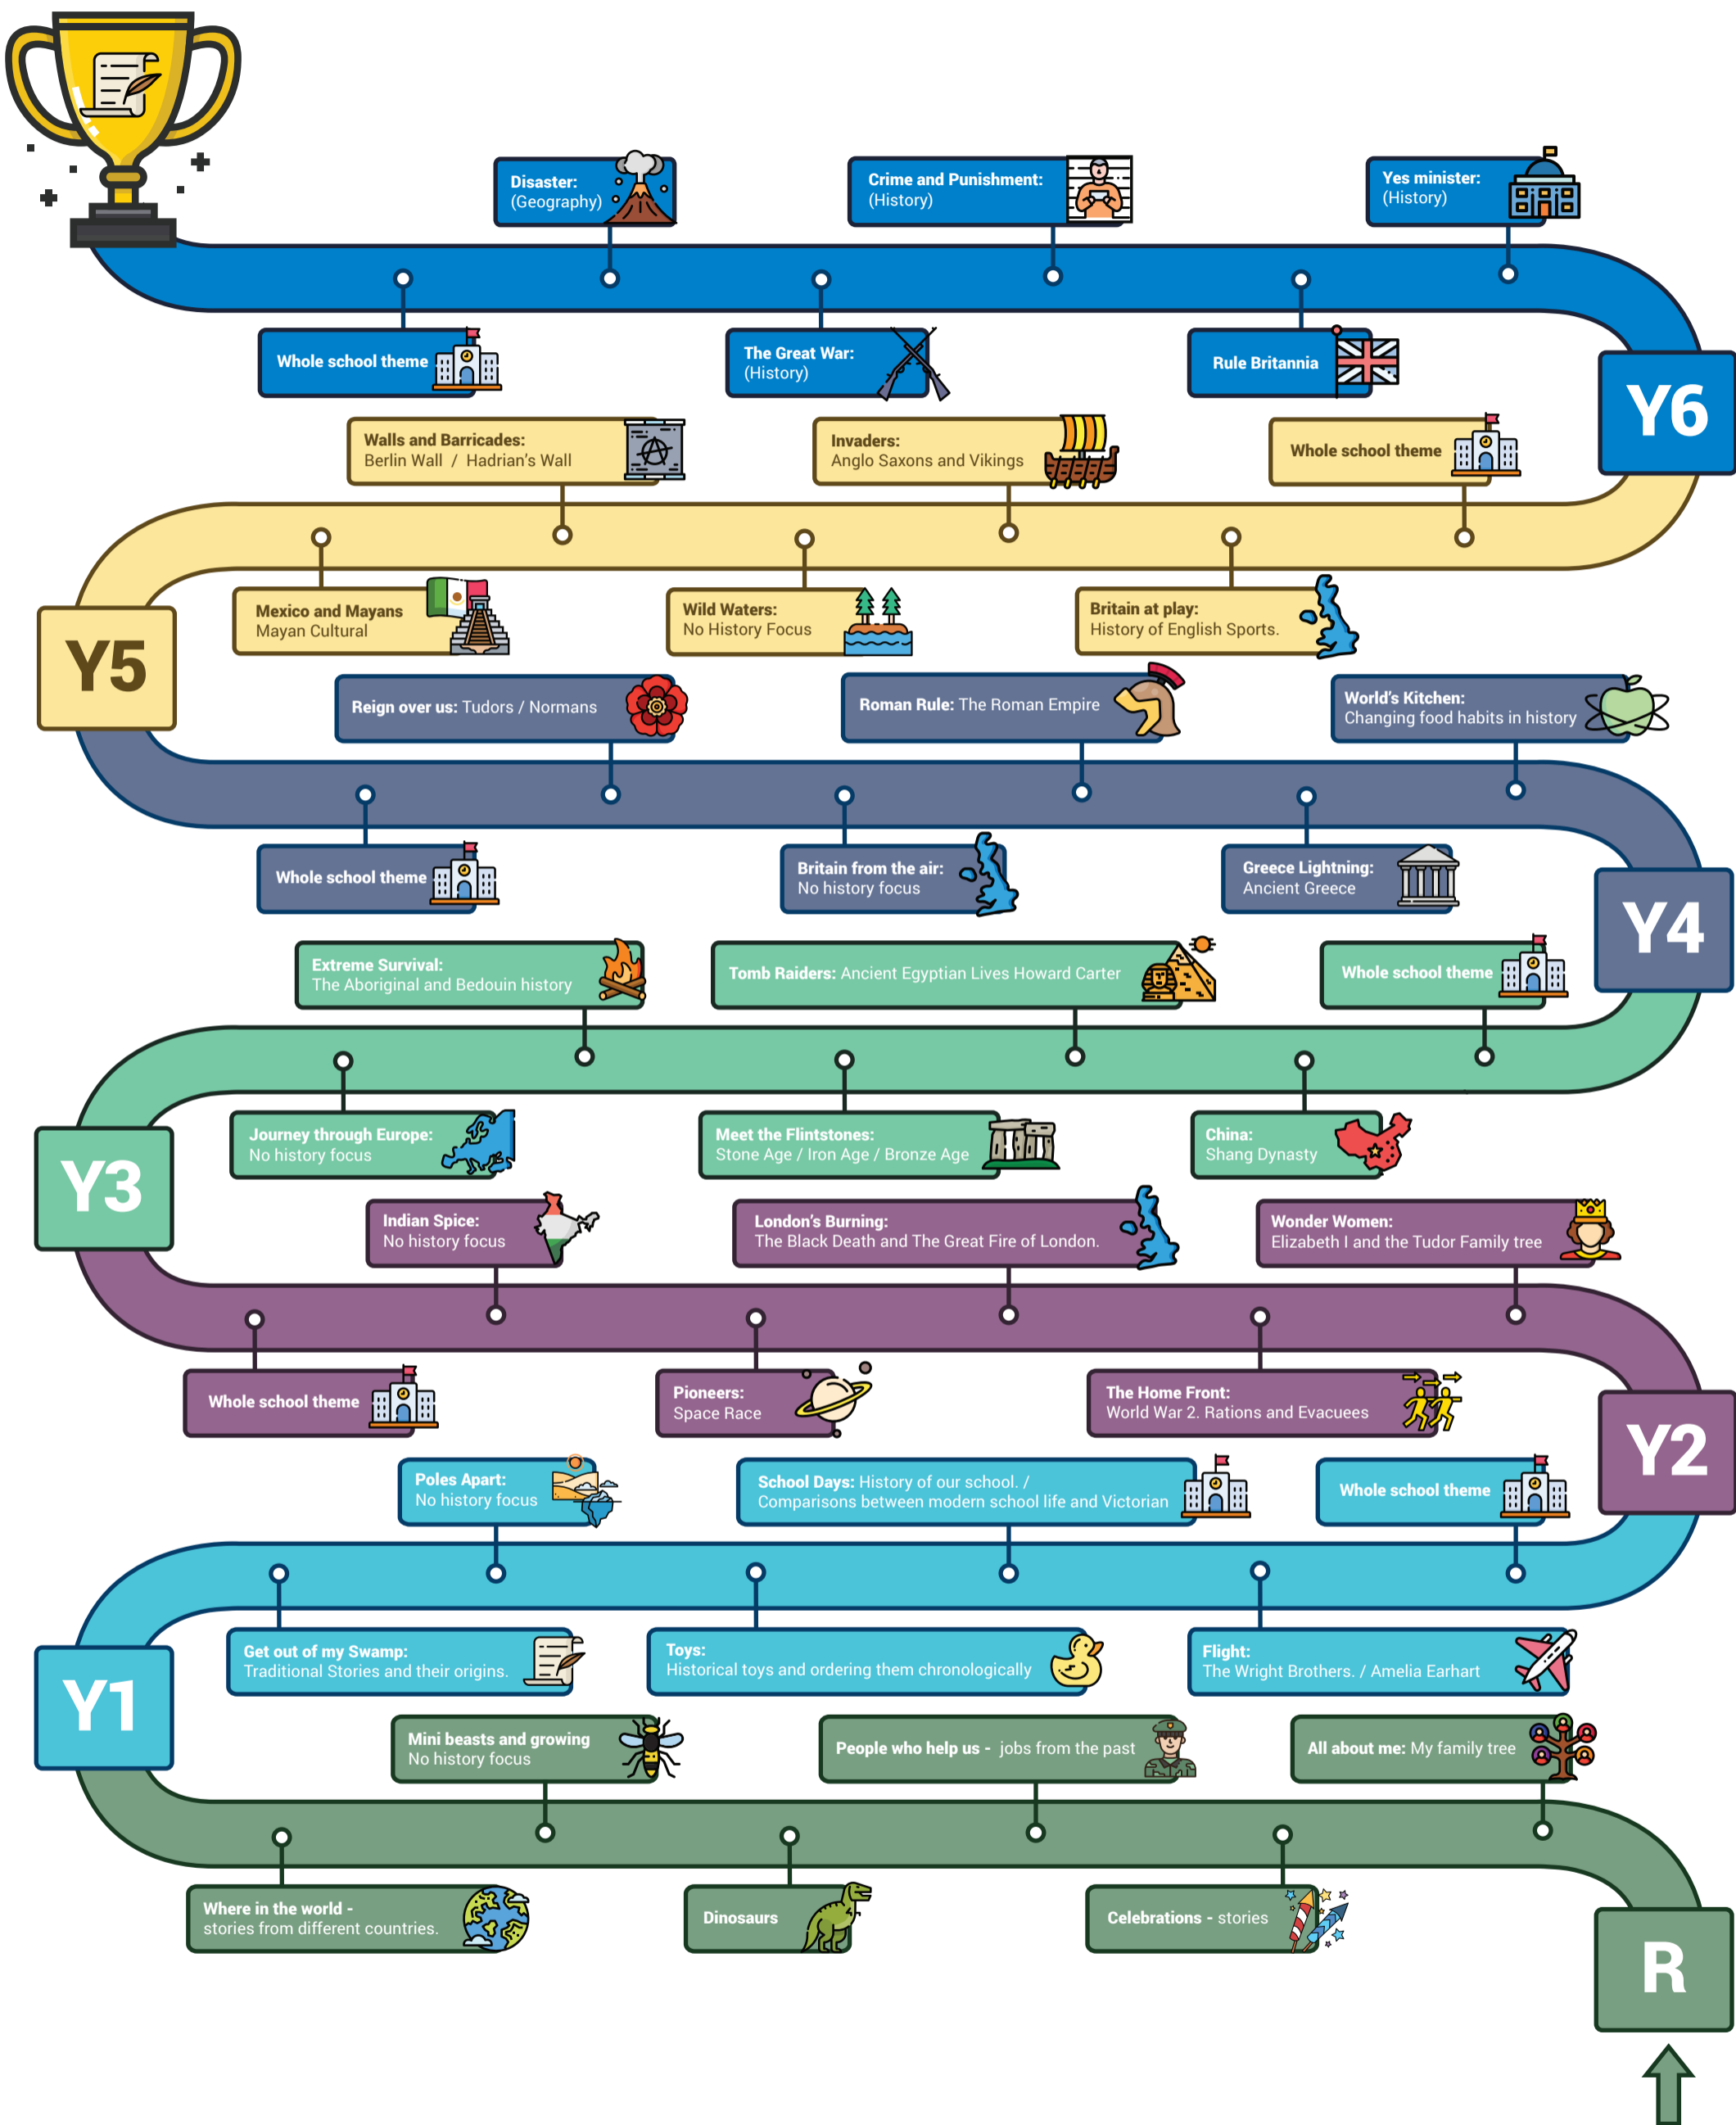 Disaster:
(Geography)
Crime and Punishment:
(History)
Yes minister:
(History)
Whole school theme
The Great War:
(History)
Rule Britannia
Y6
Walls and Barricades:
Berlin Wall / Hadrian's Wall
Invaders:
Anglo Saxons and Vikings
Whole school theme
Mexico and Mayans
Mayan Cultural
Wild Waters:
No History Focus
Britain at play:
History of English Sports.
Y5
Reign over us: Tudors / Normans
Roman Rule: The Roman Empire
World's Kitchen:
Changing food habits in history
Whole school theme
Britain from the air:
No history focus
Greece Lightning:
Ancient Greece
Y4
Extreme Survival:
The Aboriginal and Bedouin history
Tomb Raiders: Ancient Egyptian Lives Howard Carter
Whole school theme
Journey through Europe:
No history focus
Meet the Flintstones:
Stone Age / Iron Age / Bronze Age
China:
Shang Dynasty
Y3
Indian Spice:
No history focus
London's Burning:
The Black Death and The Great Fire of London.
Wonder Women:
Elizabeth I and the Tudor Family tree
Whole school theme
Pioneers:
Space Race
The Home Front:
World War 2. Rations and Evacuees
Y2
Poles Apart:
No history focus
School Days: History of our school. /
Comparisons between modern school life and Victorian
Whole school theme
Get out of my Swamp:
Traditional Stories and their origins.
Toys:
Historical toys and ordering them chronologically
Flight:
The Wright Brothers. / Amelia Earhart
Y1
Mini beasts and growing
No history focus
People who help us - jobs from the past
All about me: My family tree
Where in the world -
stories from different countries.
Dinosaurs
Celebrations - stories
R